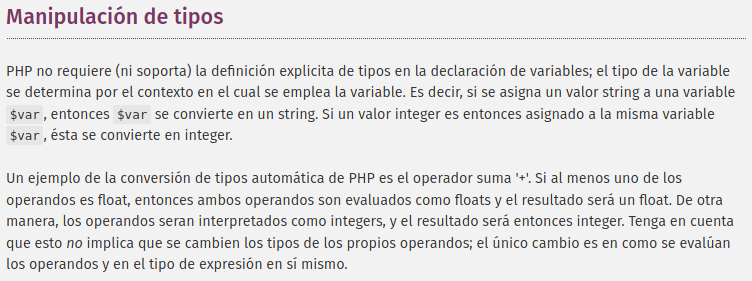 Manipulación de tipos
PHP no requiere (ni soporta) la definición explicita de tipos en la declaración de variables; el tipo de la variable
se determina por el contexto en el cual se emplea la variable. Es decir, si se asigna un valor string a una variable
$var, entonces $var se convierte en un string. Si un valor integer es entonces asignado a la misma variable
$var, ésta se convierte en integer.
Un ejemplo de la conversión de tipos automática de PHP es el operador suma '+'. Si al menos uno de los
operandos es float, entonces ambos operandos son evaluados como floats y el resultado será un float. De otra
manera, los operandos seran interpretados como integers, y el resultado será entonces integer. Tenga en cuenta
que esto no implica que se cambien los tipos de los propios operandos; el único cambio es en como se evalúan
los operandos y en el tipo de expresión en sí mismo.